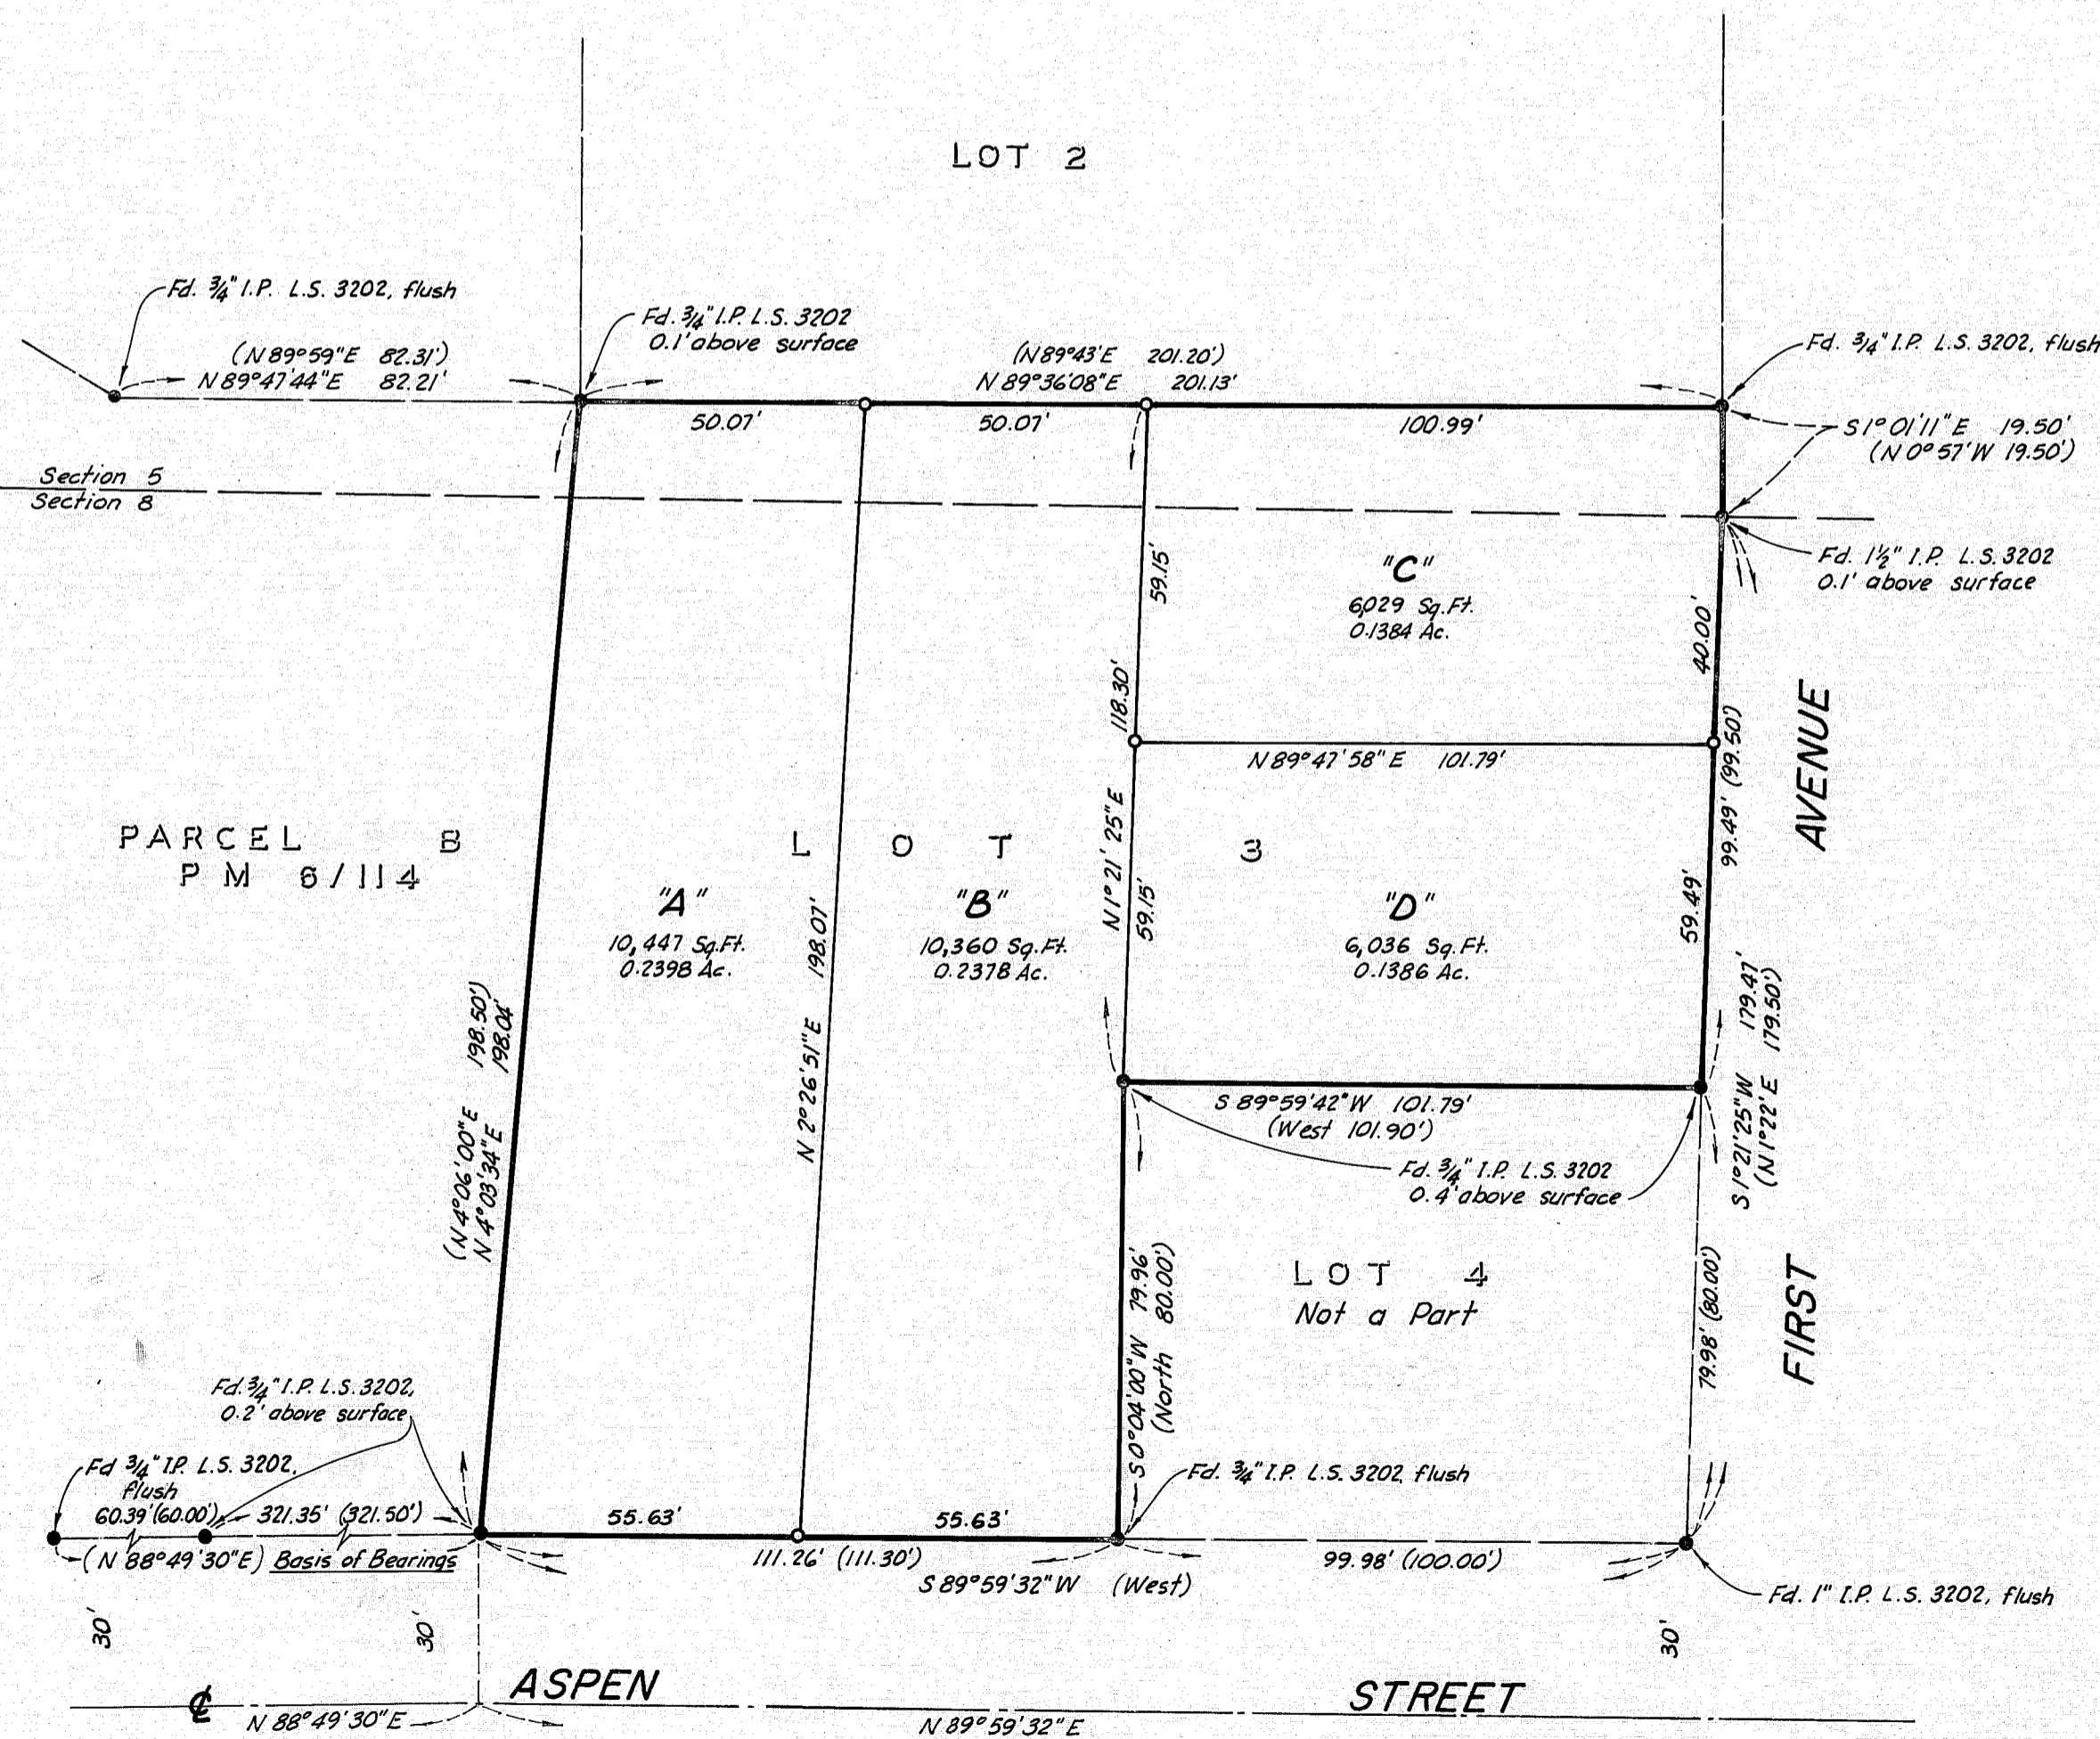 LOT 2
Fd. 3/4" I.P. L.S. 3202, flush
(N 89°59"E 82.31')
N 89°47'44"E 82.21'
Fd. 3/4" I.P. L.S. 3202
0.1' above surface
(N 89°43'E 201.20')
N 89°36'08"E 201.13'
Fd. 3/4" I.P. L.S. 3202, flush
50.07'
50.07'
100.99'
S 1°01'11"E 19.50'
(N 0°57'W 19.50')
Section 5
Section 8
Fd. 1½" I.P. L.S. 3202
0.1' above surface
"C"
6,029 Sq.Ft.
0.1384 Ac.
59.15'
118.30'
40.00'
N 89°47'58"E 101.79'
99.49' (99.50')
AVENUE
PARCEL B
PM 6/114
LOT 3
"A"
10,447 Sq.Ft.
0.2398 Ac.
198.07'
N 2°26'51"E
"B"
10,360 Sq.Ft.
0.2378 Ac.
N 1°21'25"E
59.15'
"D"
6,036 Sq.Ft.
0.1386 Ac.
59.49'
(N 4°06'00"E 198.50')
N 4°03'34"E 198.04'
S 1°21'25"W 179.47'
(N 1°22'E 179.50')
S 89°59'42"W 101.79'
(West 101.90')
Fd. 3/4" I.P. L.S. 3202
0.4' above surface
LOT 4
Not a Part
S 0°04'00"W 79.96'
(North 80.00')
79.98' (80.00')
FIRST
Fd. 3/4" I.P. L.S. 3202,
0.2' above surface
Fd 3/4" I.P. L.S. 3202,
flush
60.39' (60.00')
321.35' (321.50')
(N 88°49'30"E) Basis of Bearings
55.63'
55.63'
Fd. 3/4" I.P. L.S. 3202, flush
111.26' (111.30')
S 89°59'32"W (West)
99.98' (100.00')
Fd. 1" I.P. L.S. 3202, flush
30'
30'
30'
ASPEN STREET
℄
N 88°49'30"E
N 89°59'32"E